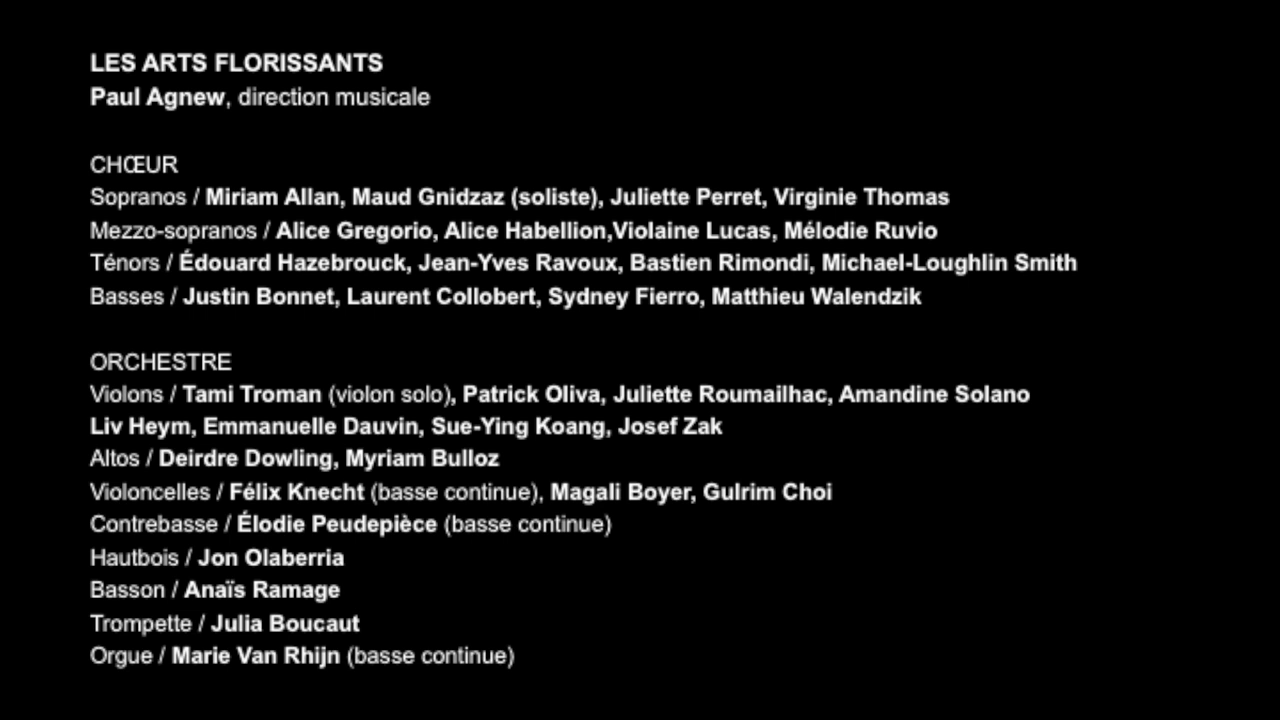 LES ARTS FLORISSANTS
Paul Agnew, direction musicale
CHŒUR
Sopranos / Miriam Allan, Maud Gnidzaz (soliste), Juliette Perret, Virginie Thomas
Mezzo-sopranos / Alice Gregorio, Alice Habellion,Violaine Lucas, Mélodie Ruvio
Ténors / Édouard Hazebrouck, Jean-Yves Ravoux, Bastien Rimondi, Michael-Loughlin Smith
Basses / Justin Bonnet, Laurent Collobert, Sydney Fierro, Matthieu Walendzik
ORCHESTRE
Violons / Tami Troman (violon solo), Patrick Oliva, Juliette Roumailhac, Amandine Solano
Liv Heym, Emmanuelle Dauvin, Sue-Ying Koang, Josef Zak
Altos / Deirdre Dowling, Myriam Bulloz
Violoncelles / Félix Knecht (basse continue), Magali Boyer, Gulrim Choi
Contrebasse / Élodie Peudepièce (basse continue)
Hautbois / Jon Olaberria
Basson / Anaïs Ramage
Trompette / Julia Boucaut
Orgue / Marie Van Rhijn (basse continue)